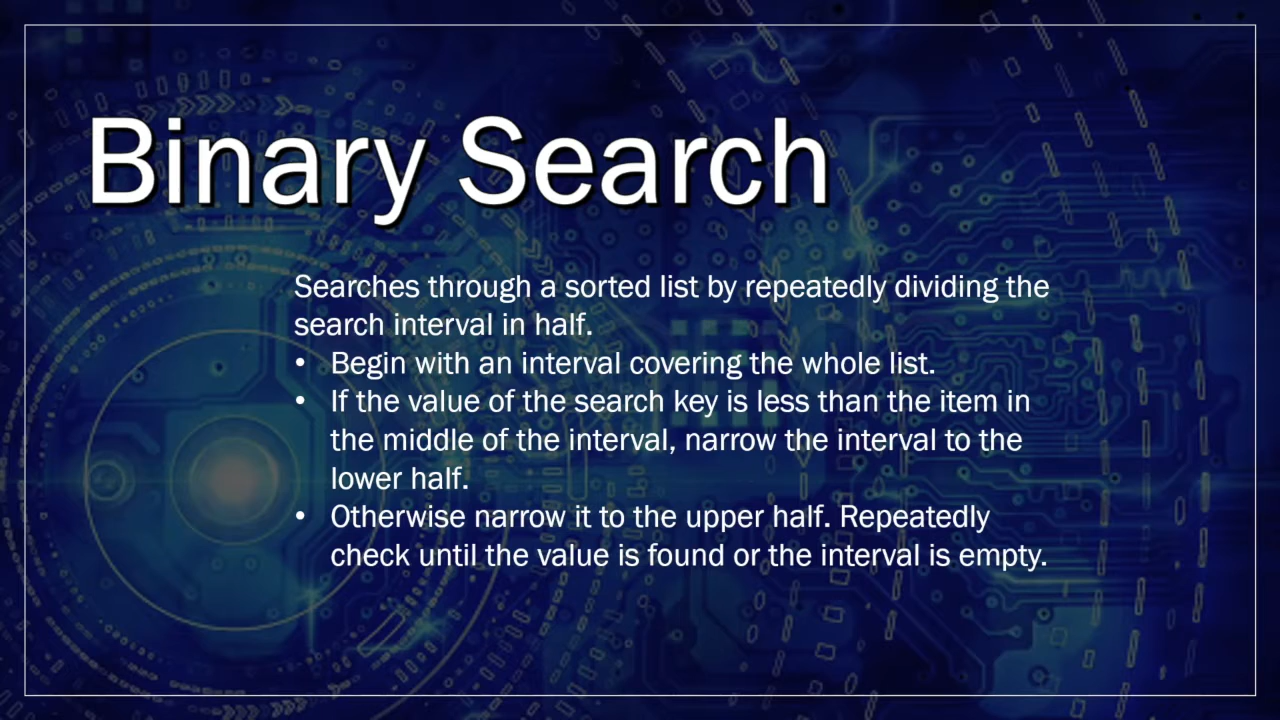 Binary Search
Searches through a sorted list by repeatedly dividing the
search interval in half.
• Begin with an interval covering the whole list.
• If the value of the search key is less than the item in
the middle of the interval, narrow the interval to the
lower half.
• Otherwise narrow it to the upper half. Repeatedly
check until the value is found or the interval is empty.